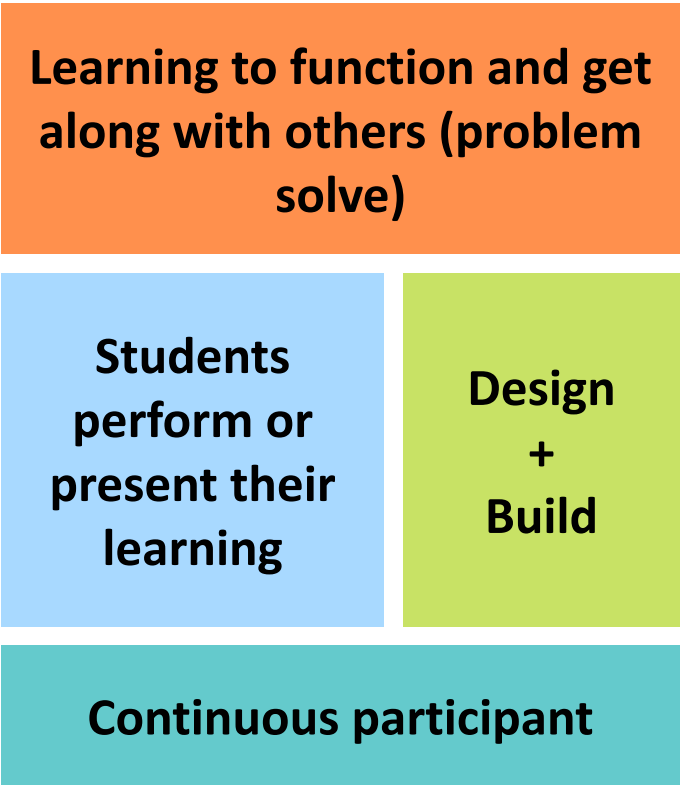 Learning to function and get
along with others (problem
solve)
Students
perform or
present their
learning
Design
+
Build
Continuous participant